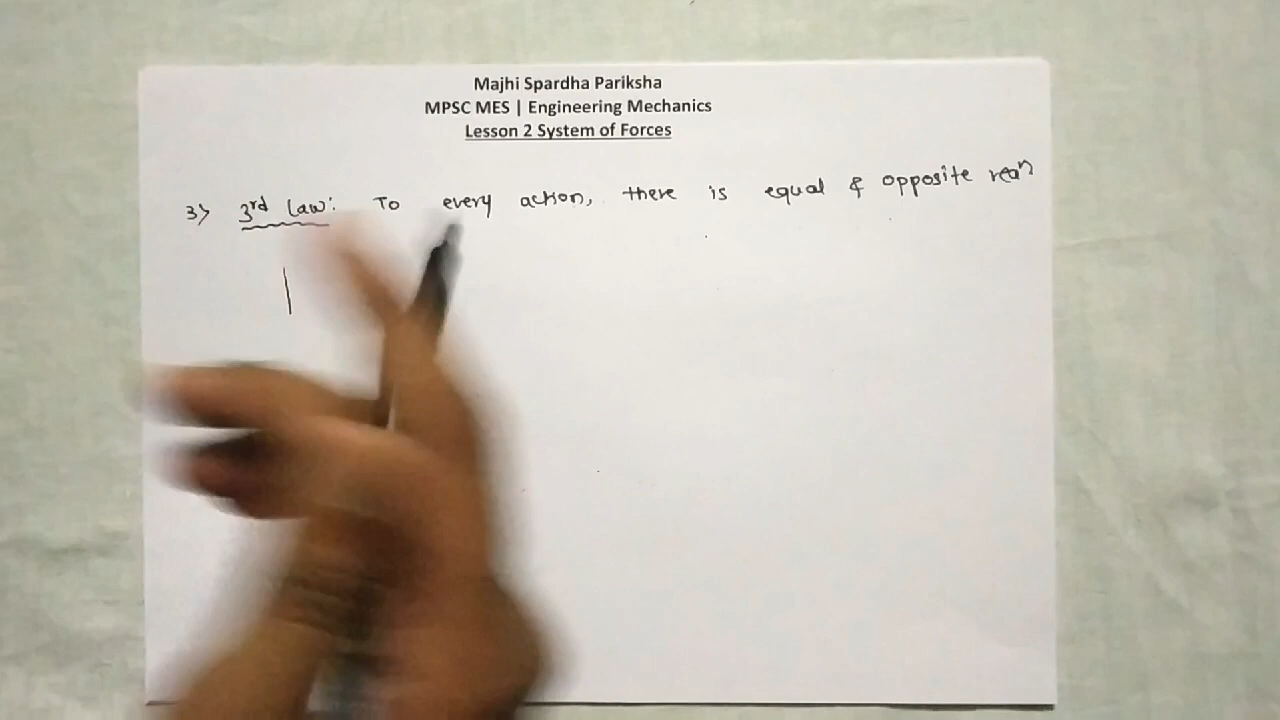 Majhi Spardha Pariksha
MPSC MES | Engineering Mechanics
Lesson 2 System of Forces
3> 3rd Law: To every action, there is equal & opposite reaⁿ